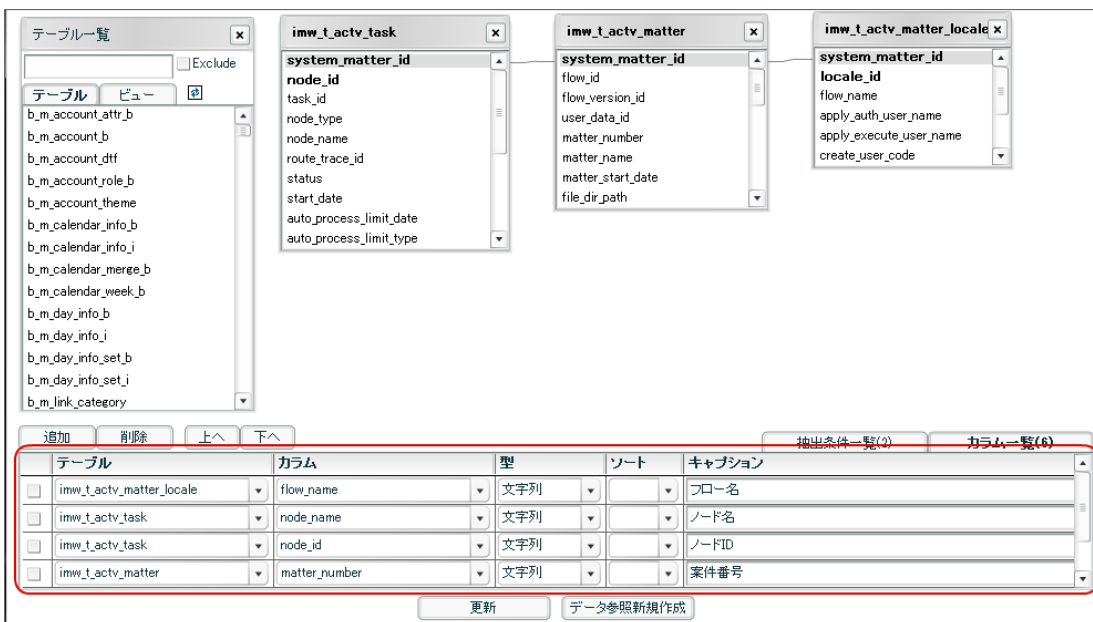 テーブル一覧
Exclude
テーブル ビュー
b_m_account_attr_b
b_m_account_b
b_m_account_dtf
b_m_account_role_b
b_m_account_theme
b_m_calendar_info_b
b_m_calendar_info_i
b_m_calendar_merge_b
b_m_calendar_week_b
b_m_day_info_b
b_m_day_info_i
b_m_day_info_set_b
b_m_day_info_set_i
b_m_link_category
imw_t_actv_task
system_matter_id
node_id
task_id
node_type
node_name
route_trace_id
status
start_date
auto_process_limit_date
auto_process_limit_type
imw_t_actv_matter
system_matter_id
flow_id
flow_version_id
user_data_id
matter_number
matter_name
matter_start_date
file_dir_path
imw_t_actv_matter_locale
system_matter_id
locale_id
flow_name
apply_auth_user_name
apply_execute_user_name
create_user_code
追加 削除 上へ 下へ
抽出条件一覧(2) カラム一覧(6)
テーブル カラム 型 ソート キャプション
imw_t_actv_matter_locale flow_name 文字列 フロー名
imw_t_actv_task node_name 文字列 ノード名
imw_t_actv_task node_id 文字列 ノードID
imw_t_actv_matter matter_number 文字列 案件番号
更新 データ参照新規作成